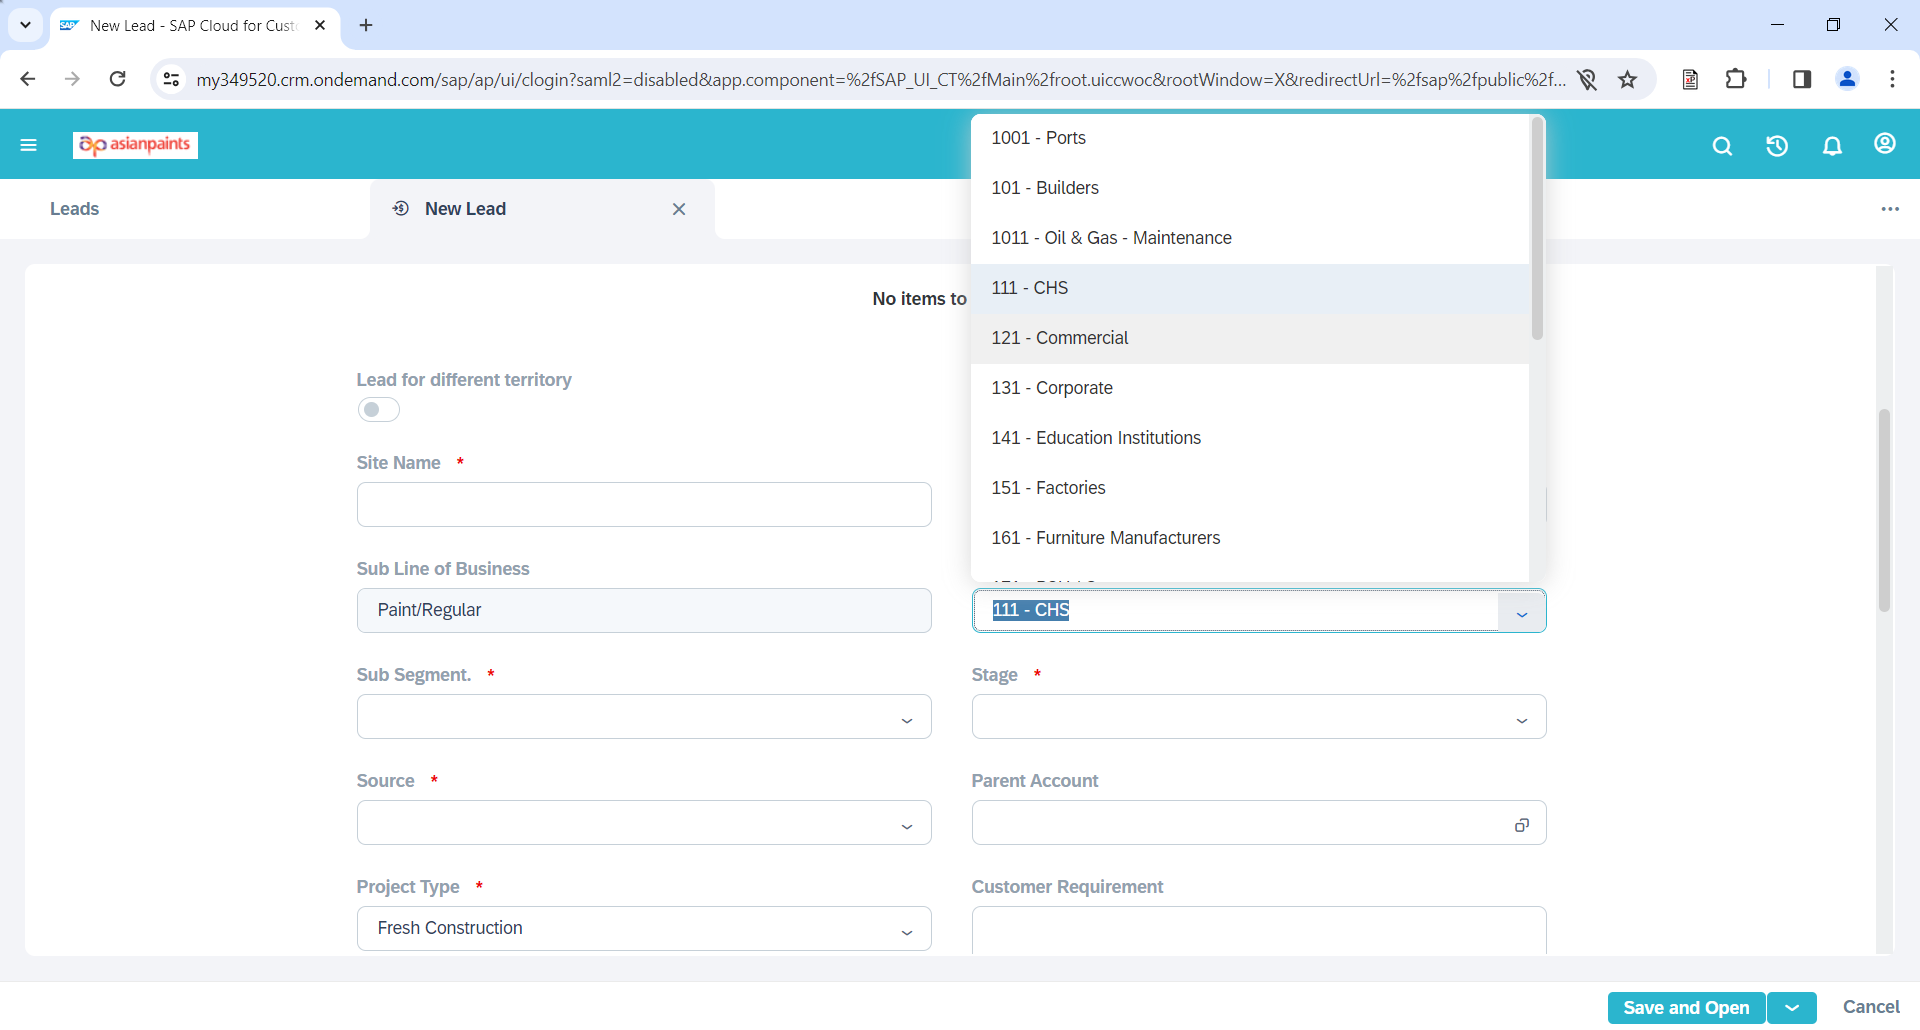 New Lead - SAP Cloud for Cust
my349520.crm.ondemand.com/sap/ap/ui/clogin?saml2=disabled&app.component=%2fSAP_UI_CT%2fMain%2froot.uiccwoc&rootWindow=X&redirectUrl=%2fsap%2fpublic%2f...
asianpaints
Leads
New Lead
No items to
1001 - Ports
101 - Builders
1011 - Oil & Gas - Maintenance
111 - CHS
121 - Commercial
131 - Corporate
141 - Education Institutions
151 - Factories
161 - Furniture Manufacturers
Lead for different territory
Site Name *
Sub Line of Business
Paint/Regular
111 - CHS
Sub Segment. *
Stage *
Source *
Parent Account
Project Type *
Customer Requirement
Fresh Construction
Save and Open
Cancel